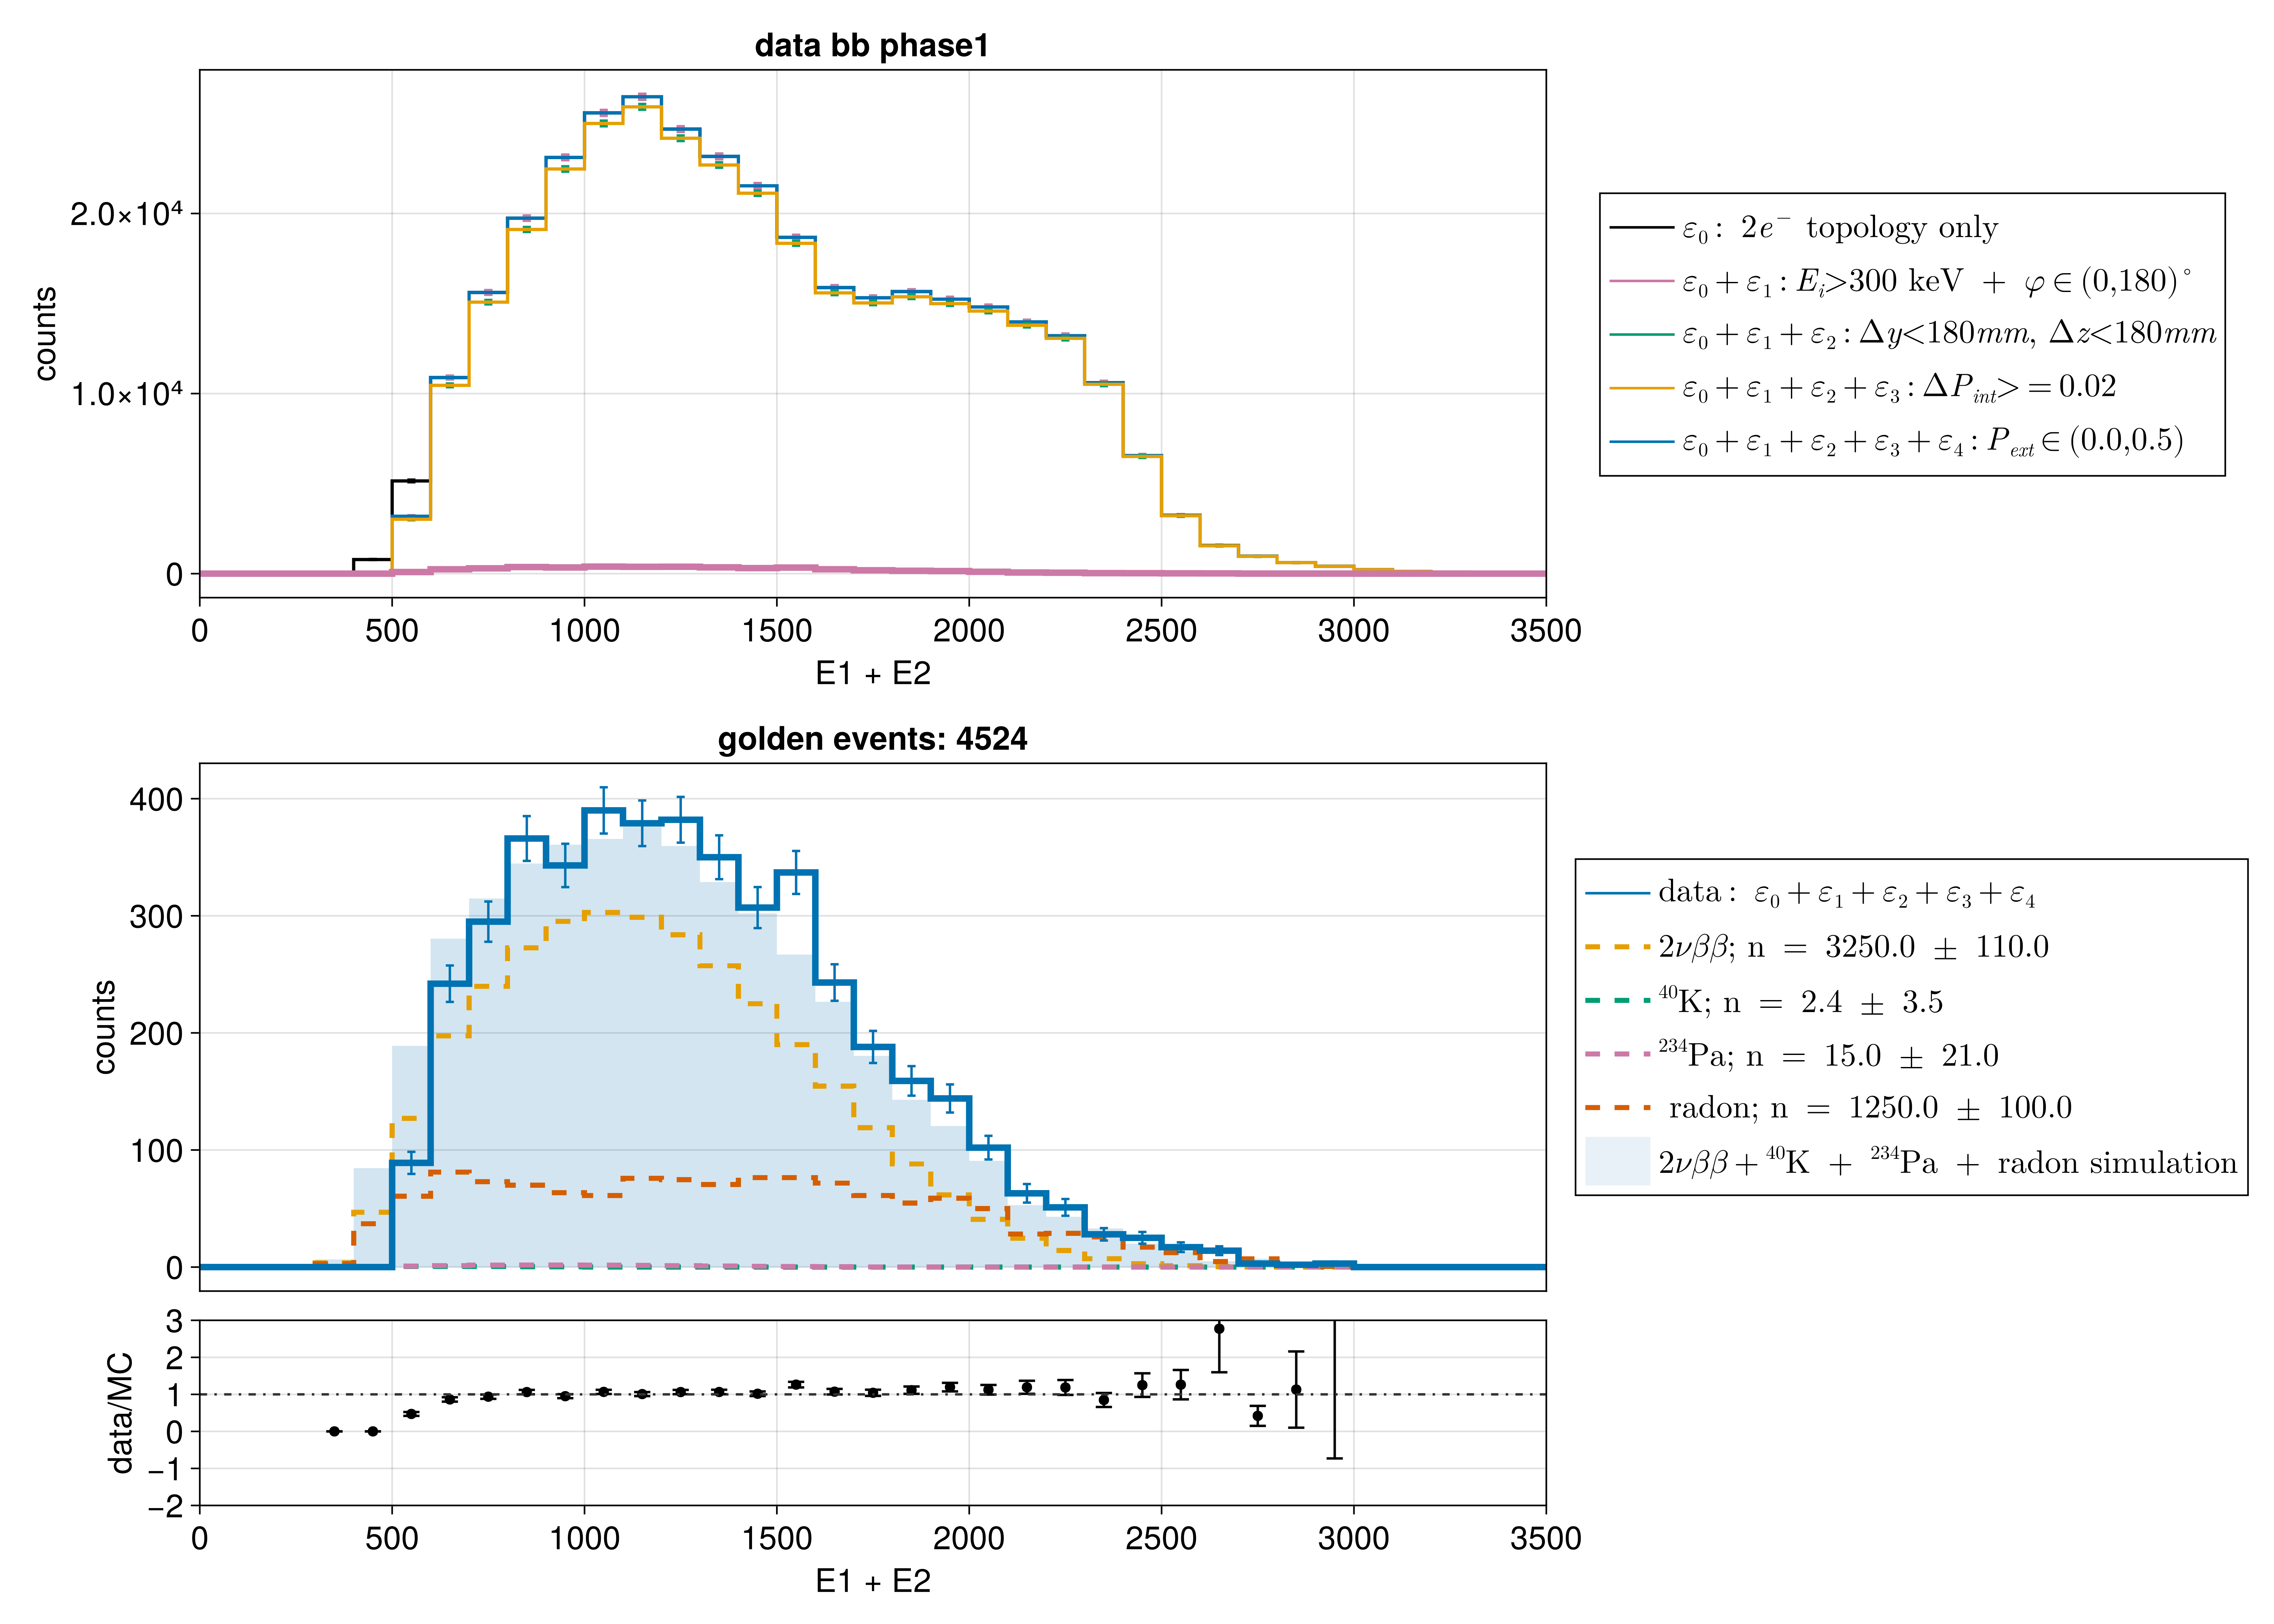 data bb phase1
counts
2.0×10⁴
1.0×10⁴
0
0 500 1000 1500 2000 2500 3000 3500
E1 + E2
ε₀ : 2e⁻ topology only
ε₀ + ε₁ : Eᵢ>300 keV + φ ∈ (0,180)°
ε₀ + ε₁ + ε₂ : Δy<180mm, Δz<180mm
ε₀ + ε₁ + ε₂ + ε₃ : ΔP_int> = 0.02
ε₀ + ε₁ + ε₂ + ε₃ + ε₄ : P_ext ∈ (0.0,0.5)
golden events: 4524
counts
400
300
200
100
0
data : ε₀ + ε₁ + ε₂ + ε₃ + ε₄
2νββ; n = 3250.0 ± 110.0
⁴⁰K; n = 2.4 ± 3.5
²³⁴Pa; n = 15.0 ± 21.0
radon; n = 1250.0 ± 100.0
2νββ + ⁴⁰K + ²³⁴Pa + radon simulation
data/MC
3
2
1
0
−1
−2
0 500 1000 1500 2000 2500 3000 3500
E1 + E2